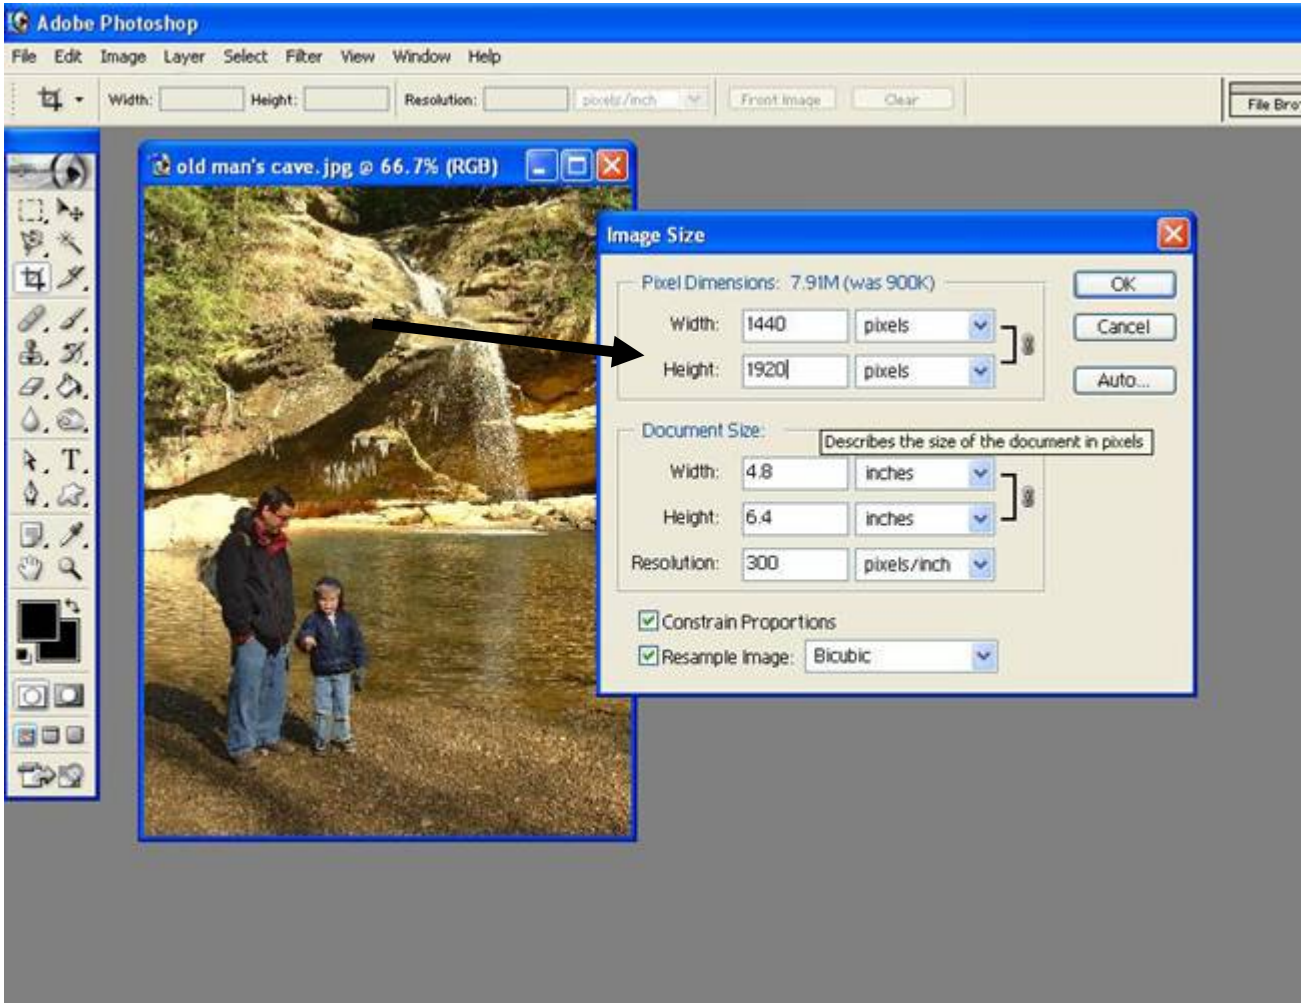 Adobe Photoshop
File Edit Image Layer Select Filter View Window Help
Width: Height: Resolution: pixels/inch Front Image Clear
File Bro
old man's cave.jpg @ 66.7% (RGB)
Image Size
Pixel Dimensions: 7.91M (was 900K)
Width: 1440 pixels
Height: 1920 pixels
OK
Cancel
Auto...
Document Size:
Describes the size of the document in pixels
Width: 4.8 inches
Height: 6.4 inches
Resolution: 300 pixels/inch
Constrain Proportions
Resample Image: Bicubic
T